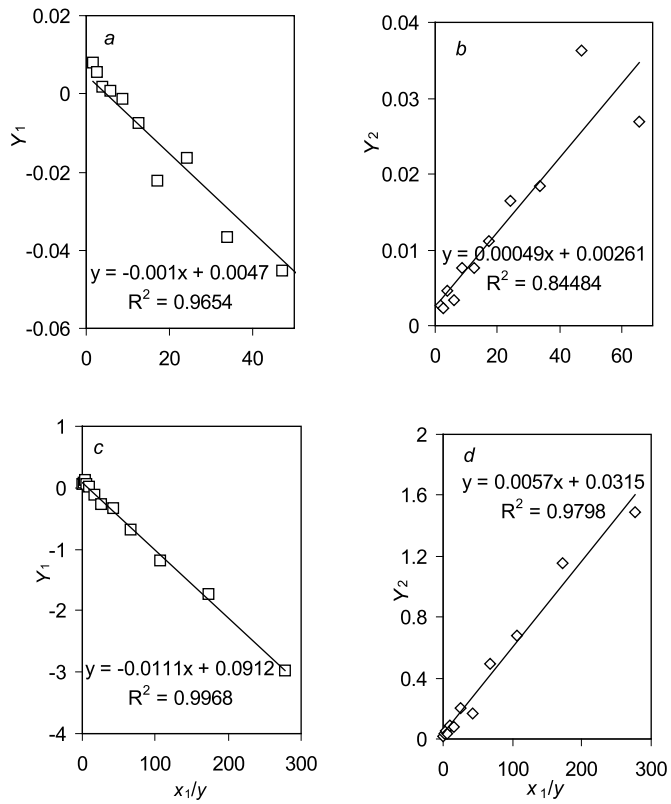 0.02
0
-0.02
-0.04
-0.06
0 20 40
Y1
a
y = -0.001x + 0.0047
R² = 0.9654
0.04
0.03
0.02
0.01
0
0 20 40 60
Y2
b
y = 0.00049x + 0.00261
R² = 0.84484
1
0
-1
-2
-3
-4
0 100 200 300
Y1
x1/y
c
y = -0.0111x + 0.0912
R² = 0.9968
2
1.6
1.2
0.8
0.4
0
0 100 200 300
Y2
x1/y
d
y = 0.0057x + 0.0315
R² = 0.9798